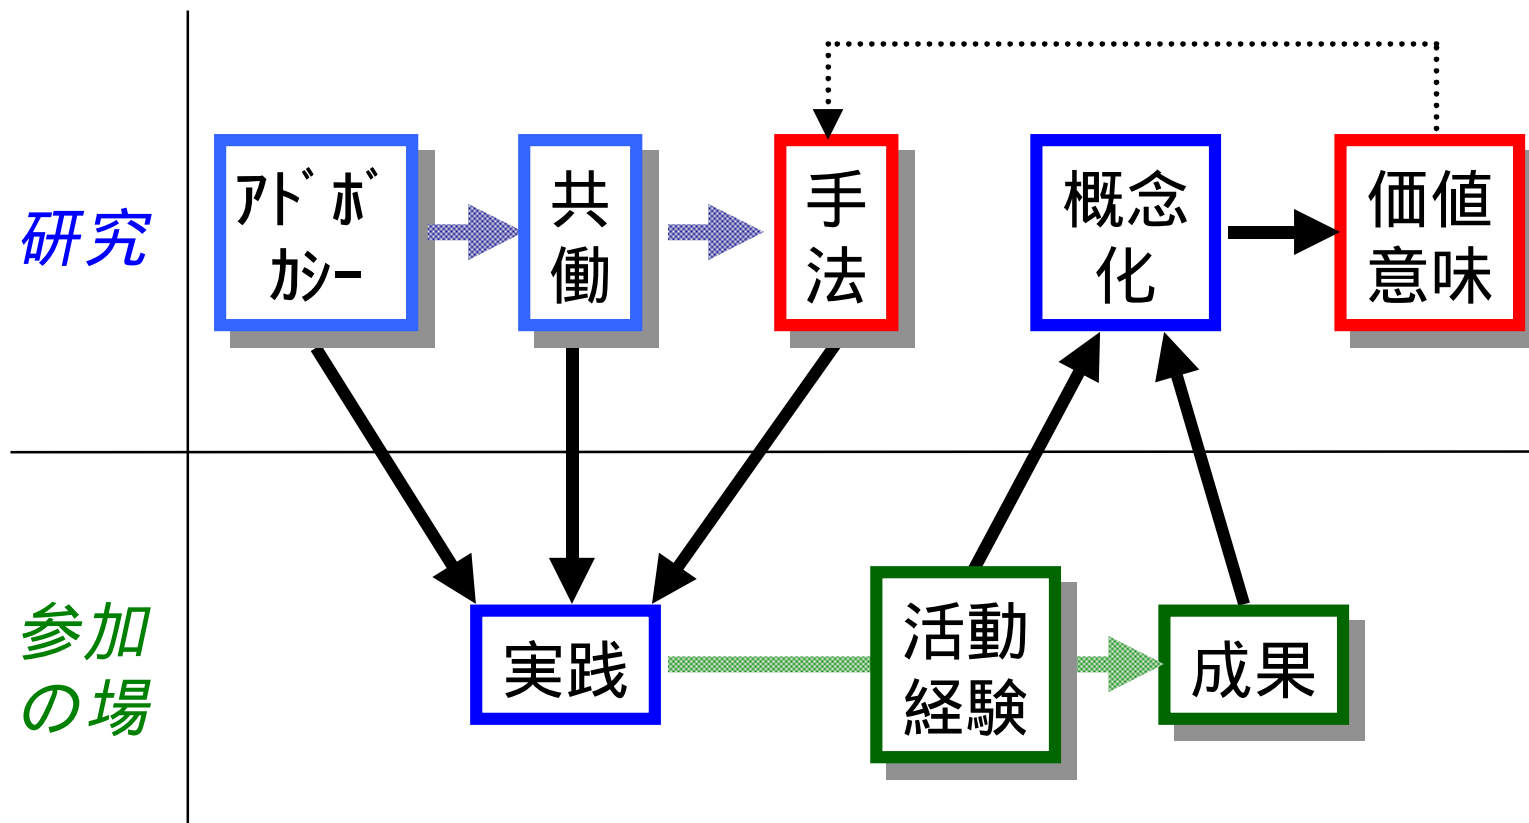 研究
ｱﾄﾞﾎﾞ
ｶｼｰ
共
働
手
法
概念
化
価値
意味
参加
の場
実践
活動
経験
成果